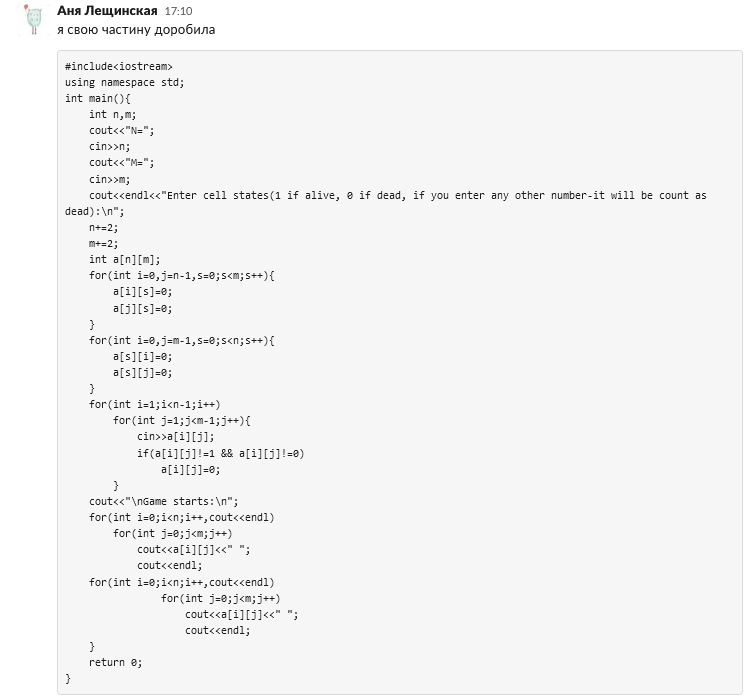 Аня Лещинская 17:10
я свою частину доробила
#include<iostream>
using namespace std;
int main(){
    int n,m;
    cout<<"N=";
    cin>>n;
    cout<<"M=";
    cin>>m;
    cout<<endl<<"Enter cell states(1 if alive, 0 if dead, if you enter any other number-it will be count as
dead):\n";
    n+=2;
    m+=2;
    int a[n][m];
    for(int i=0,j=n-1,s=0;s<m;s++){
        a[i][s]=0;
        a[j][s]=0;
    }
    for(int i=0,j=m-1,s=0;s<n;s++){
        a[s][i]=0;
        a[s][j]=0;
    }
    for(int i=1;i<n-1;i++)
        for(int j=1;j<m-1;j++){
            cin>>a[i][j];
            if(a[i][j]!=1 && a[i][j]!=0)
                a[i][j]=0;
        }
    cout<<"\nGame starts:\n";
    for(int i=0;i<n;i++,cout<<endl)
        for(int j=0;j<m;j++)
            cout<<a[i][j]<<" ";
            cout<<endl;
    for(int i=0;i<n;i++,cout<<endl)
                for(int j=0;j<m;j++)
                    cout<<a[i][j]<<" ";
                    cout<<endl;
    }
    return 0;
}